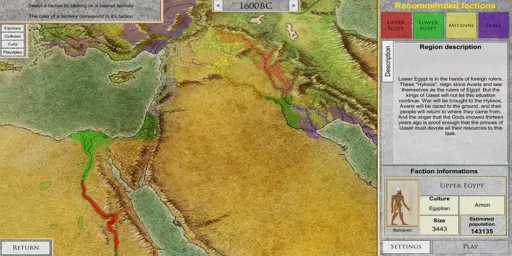 Select a faction by clicking on a owned territory
The color of a territory correspond to it's faction
< 1600BC >
Factions
Cultures
Cults
Playables
Recommended factions
UPPER EGYPT
LOWER EGYPT
MITANNI
ELAM
Description
Region description
Lower Egypt is in the hands of foreign rulers.
These "Hyksos", reign since Avaris and see
themselves as the rulers of Egypt. But the
kings of Uaset will not let this situation
continue. War will be brought to the Hyksos,
Avaris will be razed to the ground, and their
people will return to where they came from.
And the anger that the Gods showed thirteen
years ago is proof enough that the princes of
Uaset must devote all their resources to this
task.
Faction informations
UPPER EGYPT
Culture
Egyptian
Amon
Size
3443
Estimated
population
143135
RETURN
SETTINGS
PLAY